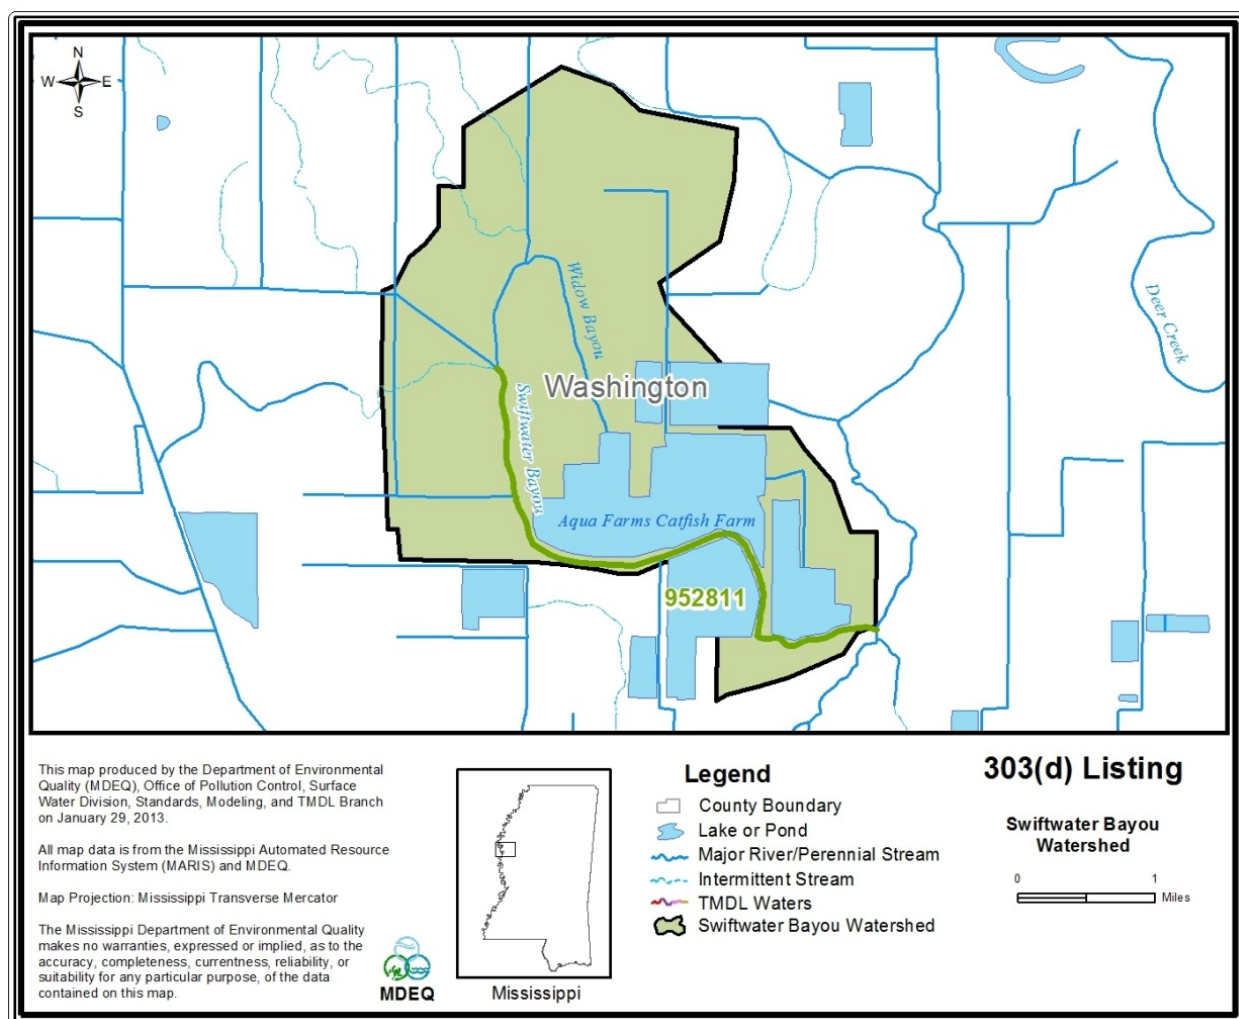 N
W E
S
Widow Bayou
Deer Creek
Washington
Swiftwater Bayou
Aqua Farms Catfish Farm
952811
This map produced by the Department of Environmental
Quality (MDEQ), Office of Pollution Control, Surface
Water Division, Standards, Modeling, and TMDL Branch
on January 29, 2013.
All map data is from the Mississippi Automated Resource
Information System (MARIS) and MDEQ.
Map Projection: Mississippi Transverse Mercator
The Mississippi Department of Environmental Quality
makes no warranties, expressed or implied, as to the
accuracy, completeness, currentness, reliability, or
suitability for any particular purpose, of the data
contained on this map.
MDEQ
Mississippi
Legend
County Boundary
Lake or Pond
Major River/Perennial Stream
Intermittent Stream
TMDL Waters
Swiftwater Bayou Watershed
303(d) Listing
Swiftwater Bayou
Watershed
0 1
Miles